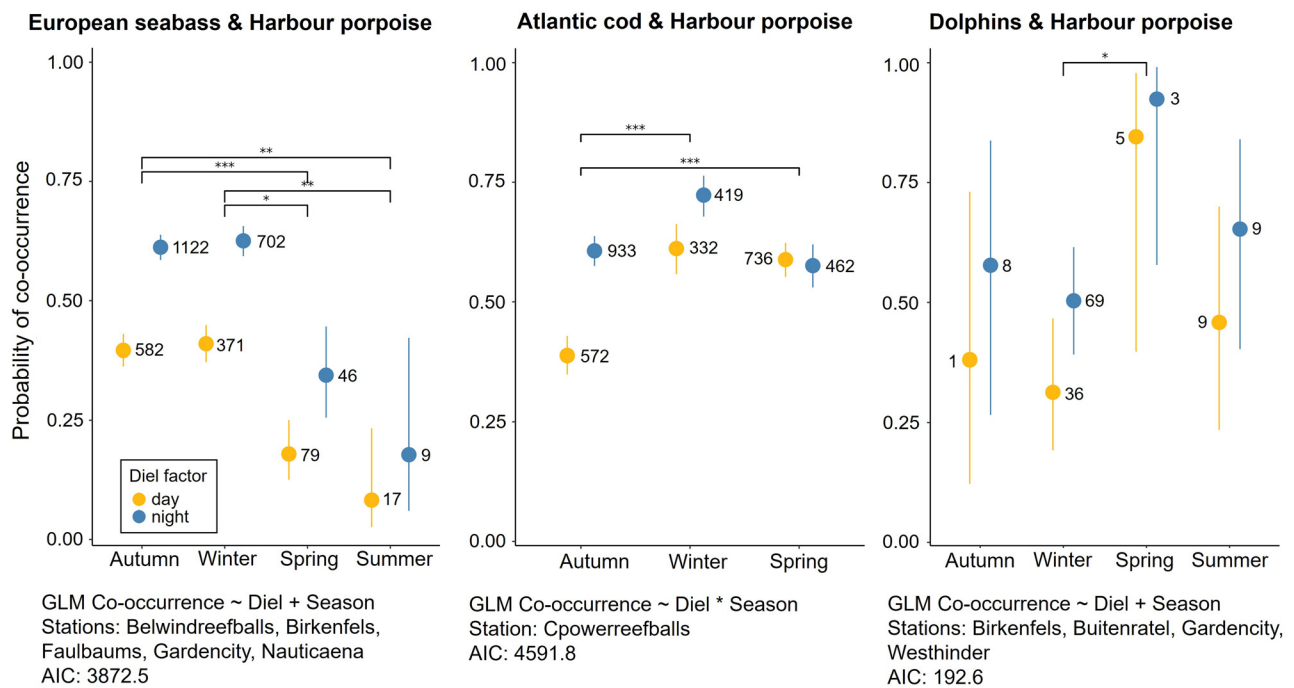 European seabass & Harbour porpoise
Atlantic cod & Harbour porpoise
Dolphins & Harbour porpoise
Probability of co-occurrence
1.00
0.75
0.50
0.25
0.00
**
***
**
*
1122
702
582
371
46
79
9
17
Diel factor
day
night
Autumn Winter Spring Summer
GLM Co-occurrence ~ Diel + Season
Stations: Belwindreefballs, Birkenfels,
Faulbaums, Gardencity, Nauticaena
AIC: 3872.5
1.00
0.75
0.50
0.25
0.00
***
***
419
933
332
736
462
572
Autumn Winter Spring
GLM Co-occurrence ~ Diel * Season
Station: Cpowerreefballs
AIC: 4591.8
1.00
0.75
0.50
0.25
0.00
*
3
5
8
9
69
9
1
36
Autumn Winter Spring Summer
GLM Co-occurrence ~ Diel + Season
Stations: Birkenfels, Buitenratel, Gardencity,
Westhinder
AIC: 192.6